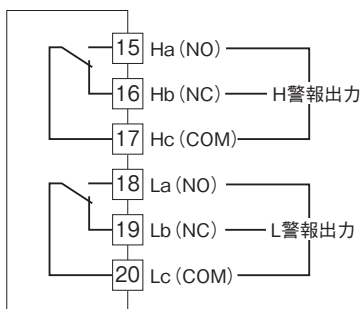 15 Ha (NO)
16 Hb (NC) H警報出力
17 Hc (COM)
18 La (NO)
19 Lb (NC) L警報出力
20 Lc (COM)